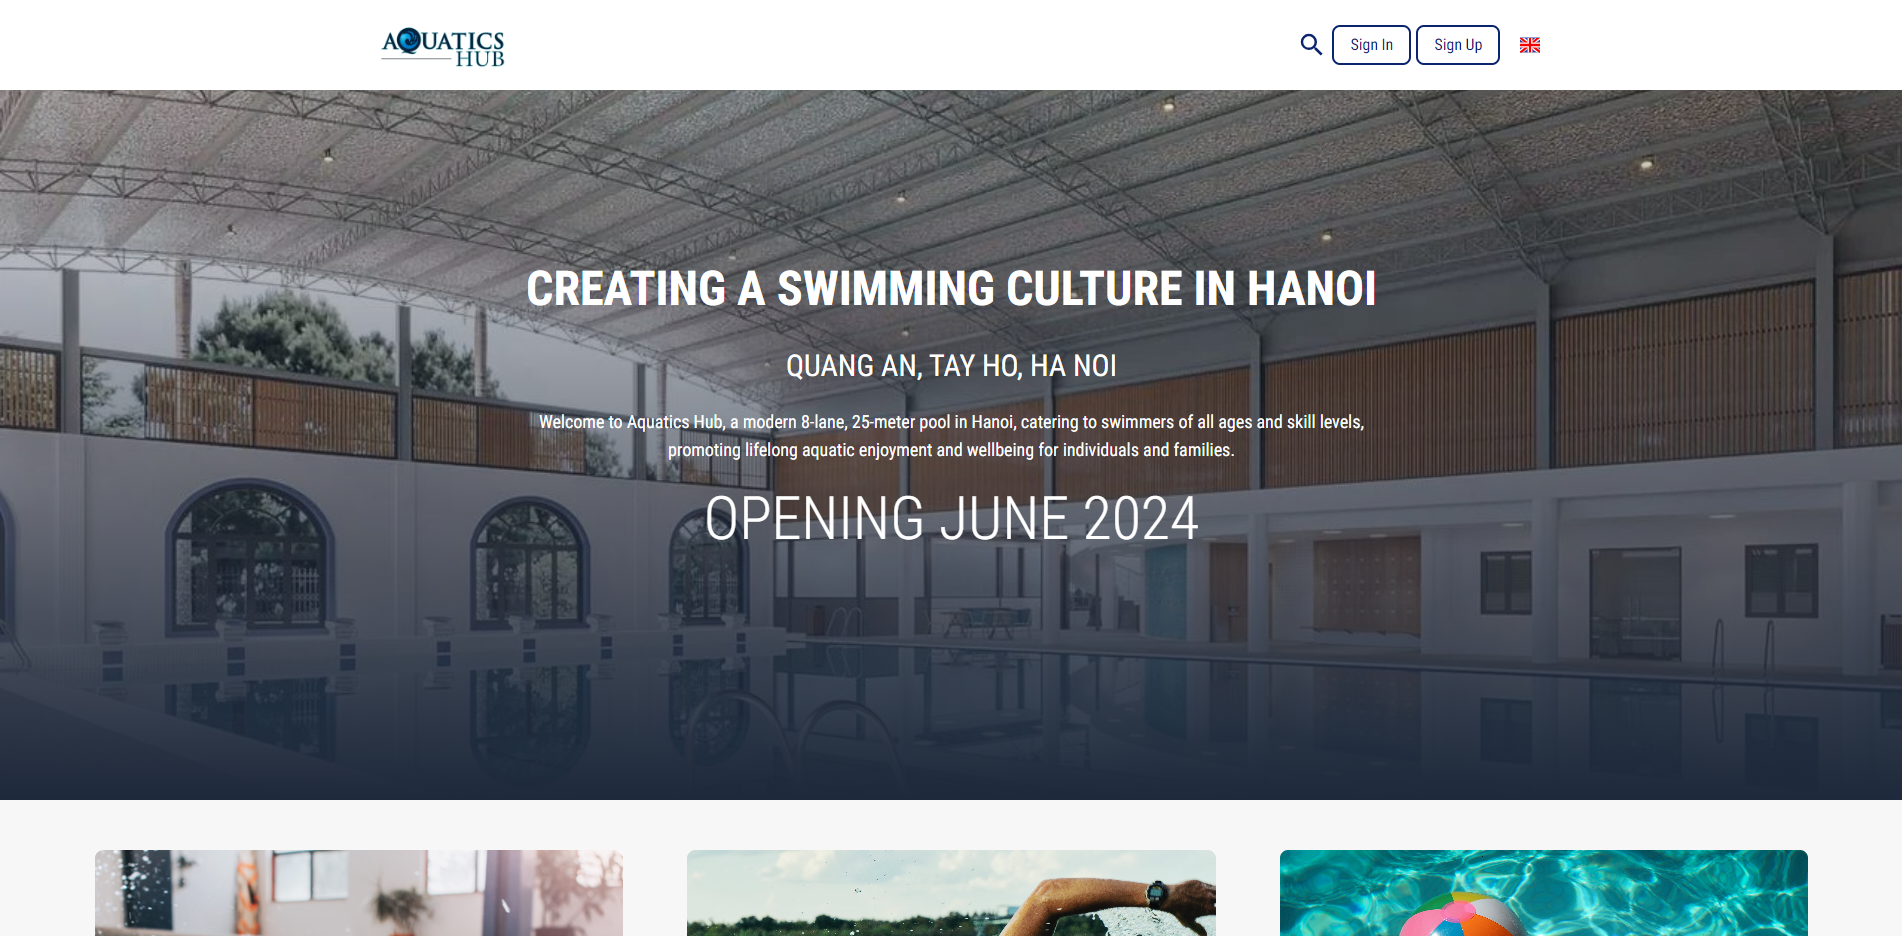 AQUATICS
HUB
Sign In
Sign Up
CREATING A SWIMMING CULTURE IN HANOI
QUANG AN, TAY HO, HA NOI
Welcome to Aquatics Hub, a modern 8-lane, 25-meter pool in Hanoi, catering to swimmers of all ages and skill levels,
promoting lifelong aquatic enjoyment and wellbeing for individuals and families.
OPENING JUNE 2024